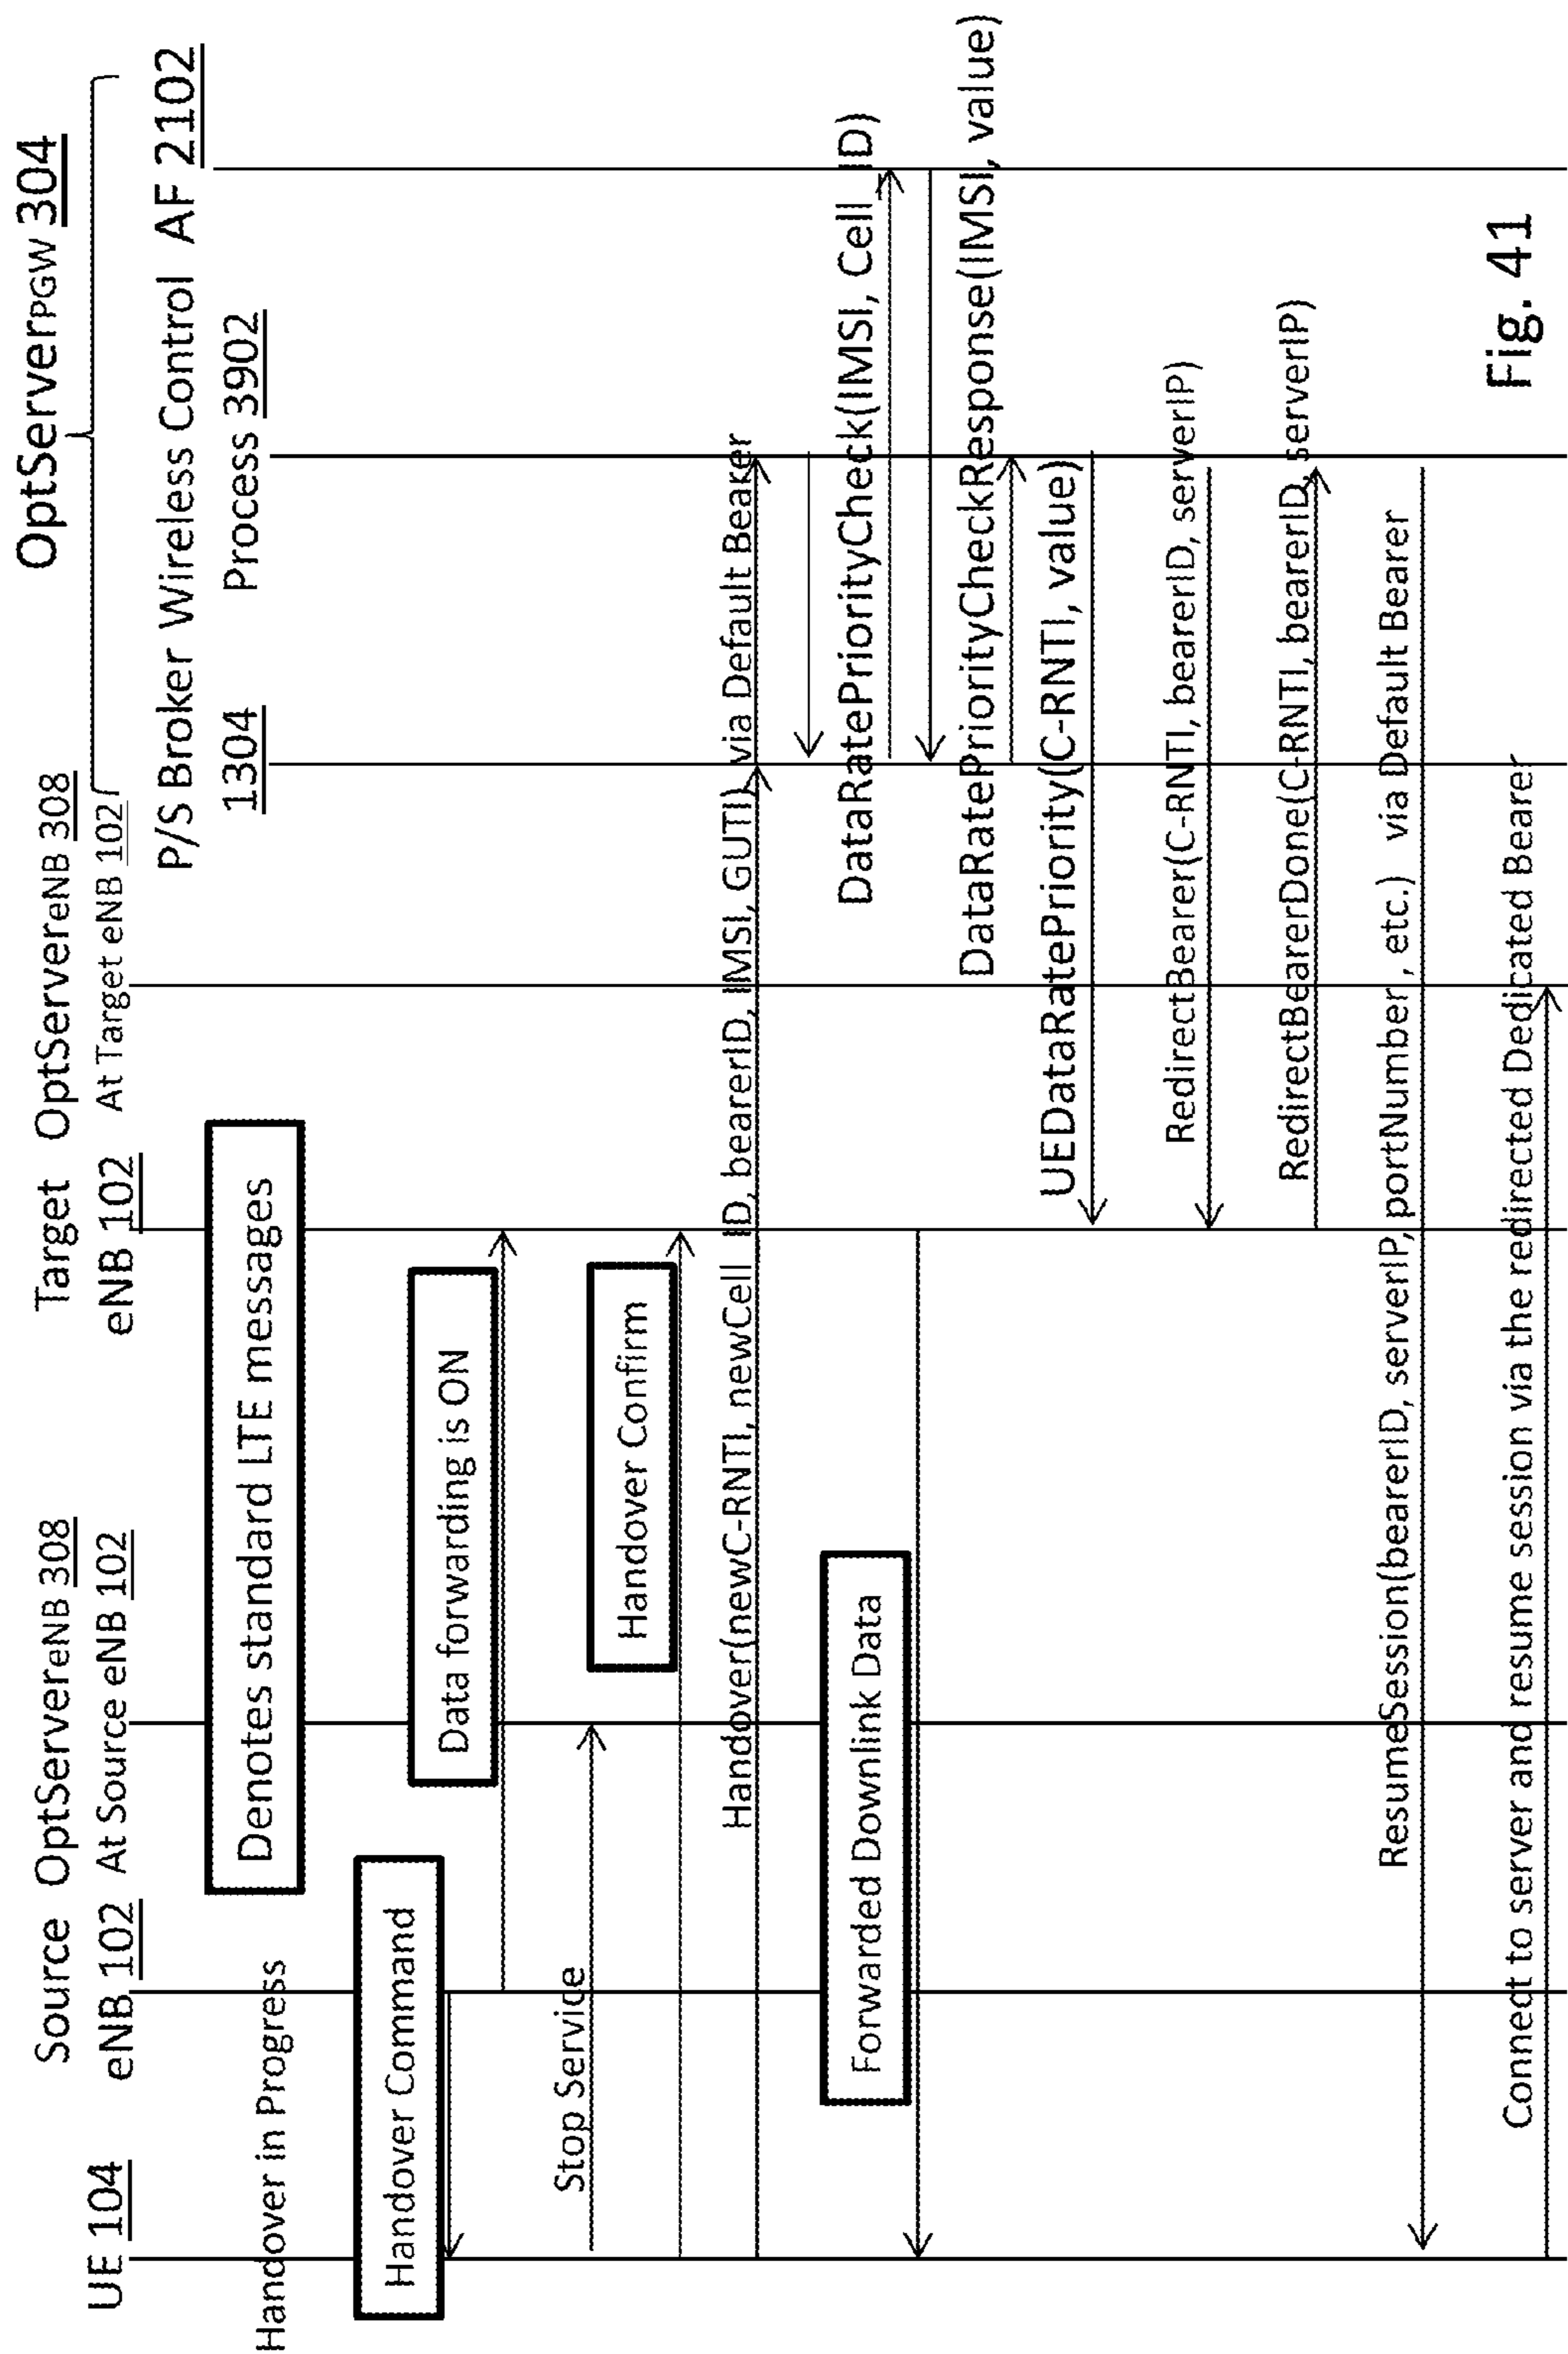 OptServerPGW 304
Source OptServereNB 308
Target OptServereNB 308
UE 104
eNB 102 At Source eNB 102
eNB 102
At Target eNB 102
P/S Broker Wireless Control AF 2102
1304
Process 3902
Denotes standard LTE messages
Handover in Progress
Handover Command
Data forwarding is ON
Stop Service
Handover Confirm
Handover(newC-RNTI, newCell_ID, bearerID, IMSI, GUTI) via Default Bearer
DataRatePriorityCheck(IMSI, Cell_ID)
Forwarded Downlink Data
DataRatePriorityCheckResponse(IMSI, value)
UEDataRatePriority(C-RNTI, value)
RedirectBearer(C-RNTI, bearerID, serverIP)
RedirectBearerDone(C-RNTI, bearerID, serverIP)
ResumeSession(bearerID, serverIP, portNumber, etc.) via Default Bearer
Connect to server and resume session via the redirected Dedicated Bearer
Fig. 41